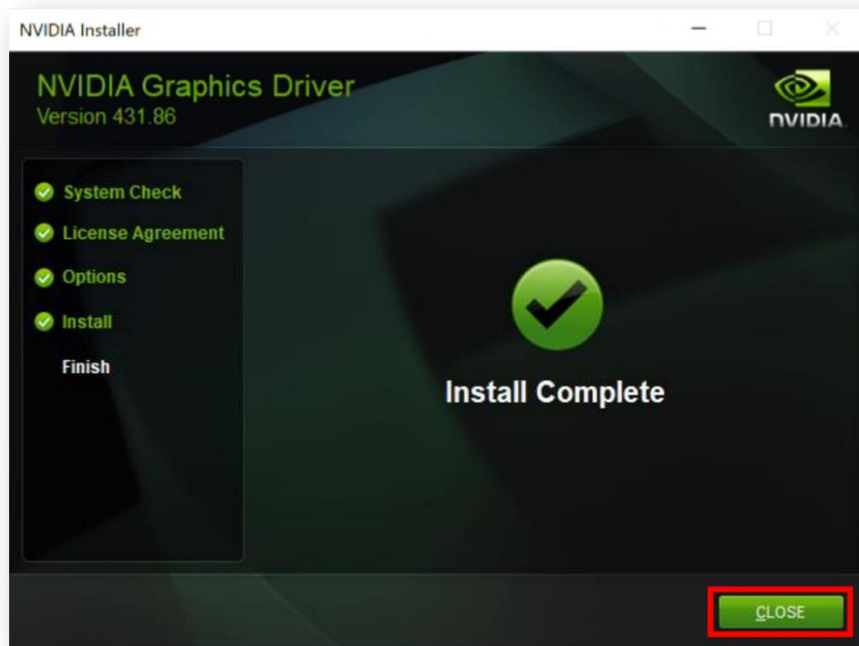 NVIDIA Installer
NVIDIA Graphics Driver
Version 431.86
NVIDIA
System Check
License Agreement
Options
Install
Finish
Install Complete
CLOSE